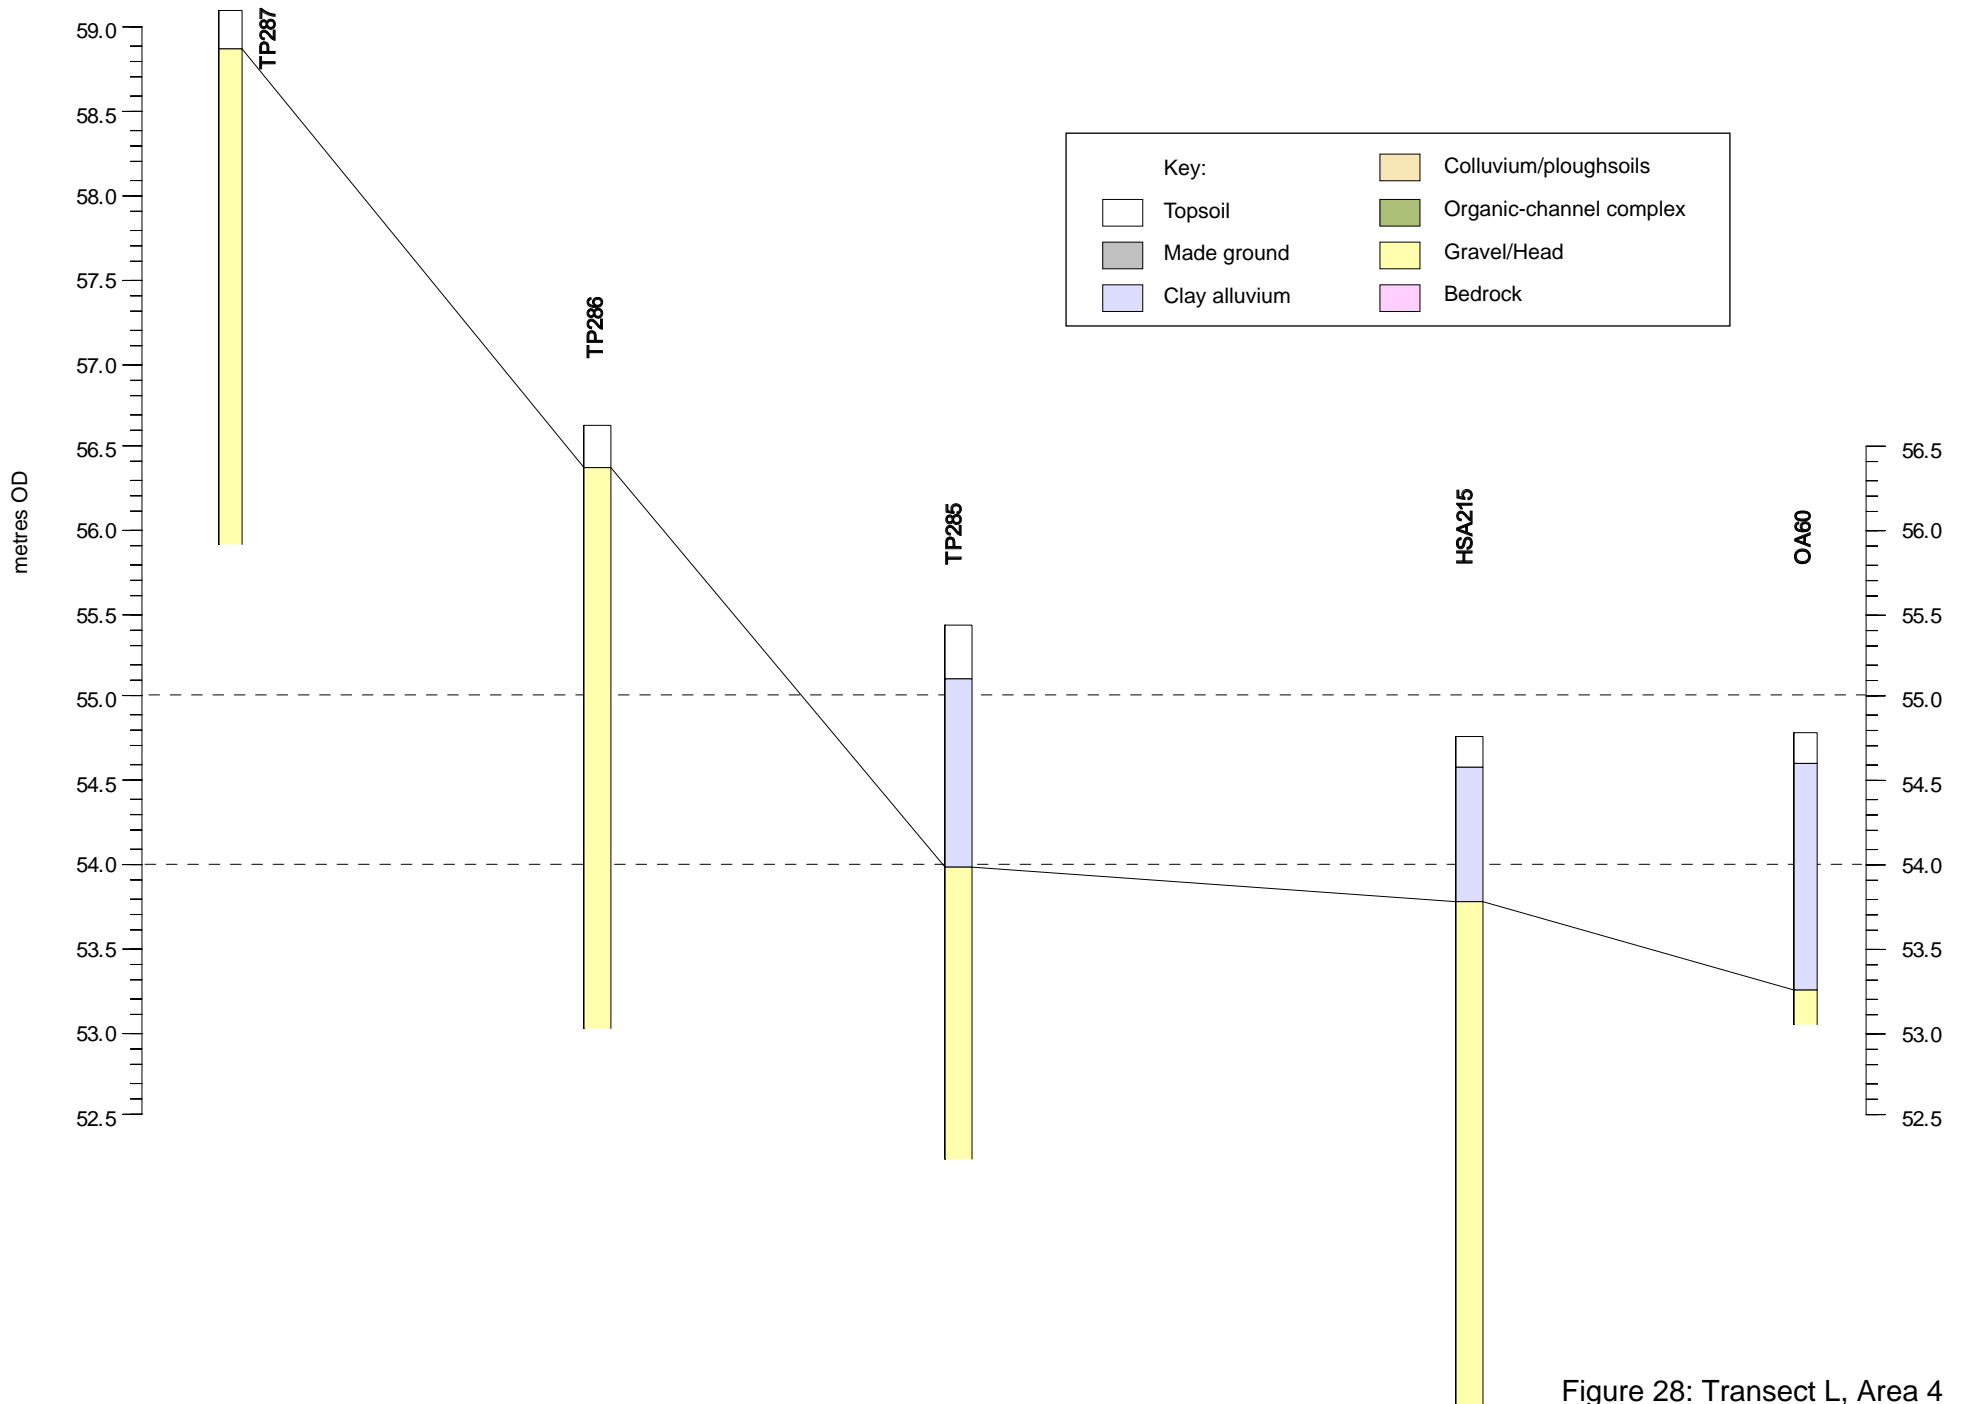 59.0
58.5
58.0
57.5
57.0
56.5
56.0
55.5
55.0
54.5
54.0
53.5
53.0
52.5
metres OD
TP287
TP286
TP285
HSA215
OA60
Key:
Topsoil
Made ground
Clay alluvium
Colluvium/ploughsoils
Organic-channel complex
Gravel/Head
Bedrock
56.5
56.0
55.5
55.0
54.5
54.0
53.5
53.0
52.5
Figure 28: Transect L, Area 4